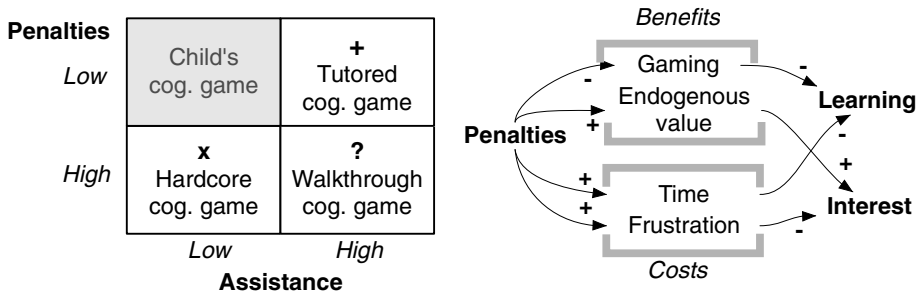 Penalties
Low
High
Child's
cog. game
+
Tutored
cog. game
x
Hardcore
cog. game
?
Walkthrough
cog. game
Low
High
Assistance
Benefits
Gaming
Endogenous
value
Penalties
-
+
+
+
Time
Frustration
Costs
-
-
+
-
Learning
Interest